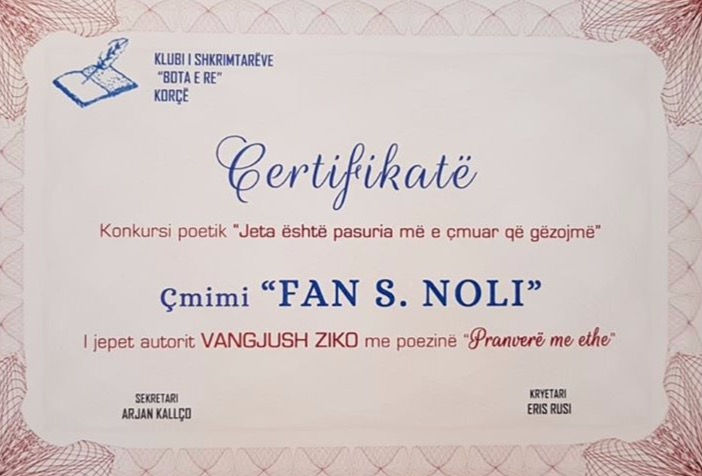 KLUBI I SHKRIMTARËVE
"BOTA E RE"
KORÇË
Certifikatë
Konkursi poetik "Jeta është pasuria më e çmuar që gëzojmë"
Çmimi "FAN S. NOLI"
I jepet autorit VANGJUSH ZIKO me poezinë "Pranverë me ethe"
SEKRETARI
ARJAN KALLÇO
KRYETARI
ERIS RUSI